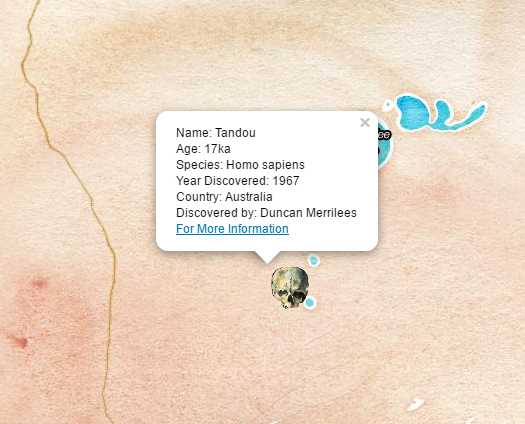 Name: Tandou
Age: 17ka
Species: Homo sapiens
Year Discovered: 1967
Country: Australia
Discovered by: Duncan Merrilees
For More Information